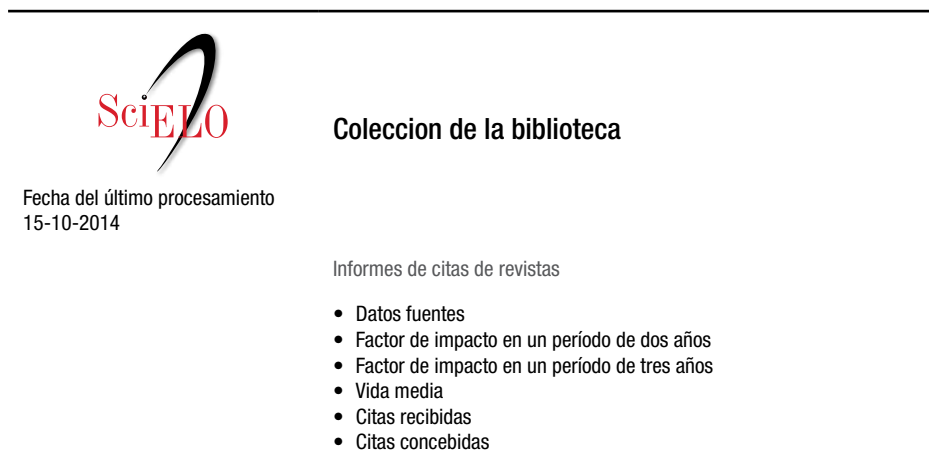 SciELO
Coleccion de la biblioteca
Fecha del último procesamiento
15-10-2014
Informes de citas de revistas
• Datos fuentes
• Factor de impacto en un período de dos años
• Factor de impacto en un período de tres años
• Vida media
• Citas recibidas
• Citas concebidas